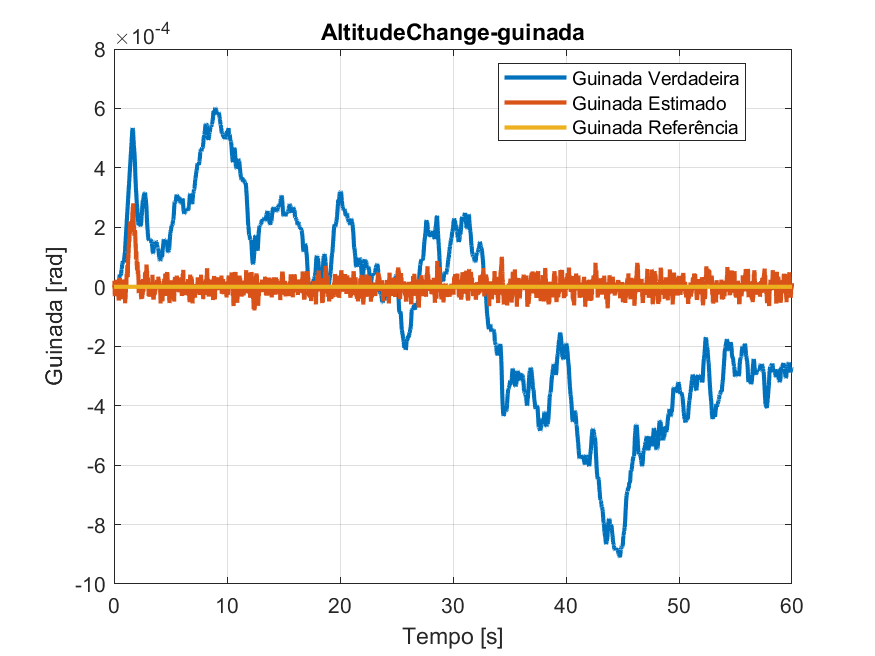 AltitudeChange-guinada
×10^-4
Guinada Verdadeira
Guinada Estimado
Guinada Referência
8
6
4
2
0
-2
-4
-6
-8
-10
Guinada [rad]
0 10 20 30 40 50 60
Tempo [s]